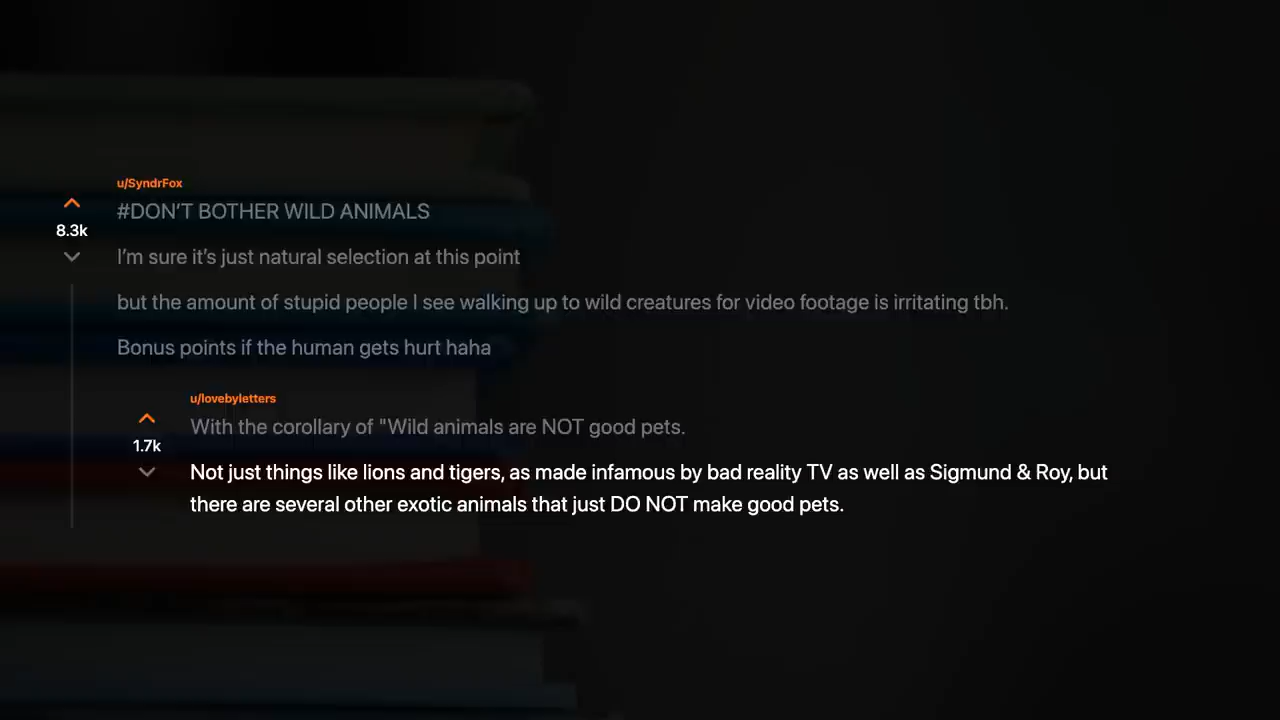 u/SyndrFox
8.3k
#DON'T BOTHER WILD ANIMALS
I'm sure it's just natural selection at this point
but the amount of stupid people I see walking up to wild creatures for video footage is irritating tbh.
Bonus points if the human gets hurt haha
u/lovebyletters
1.7k
With the corollary of "Wild animals are NOT good pets.
Not just things like lions and tigers, as made infamous by bad reality TV as well as Sigmund & Roy, but
there are several other exotic animals that just DO NOT make good pets.